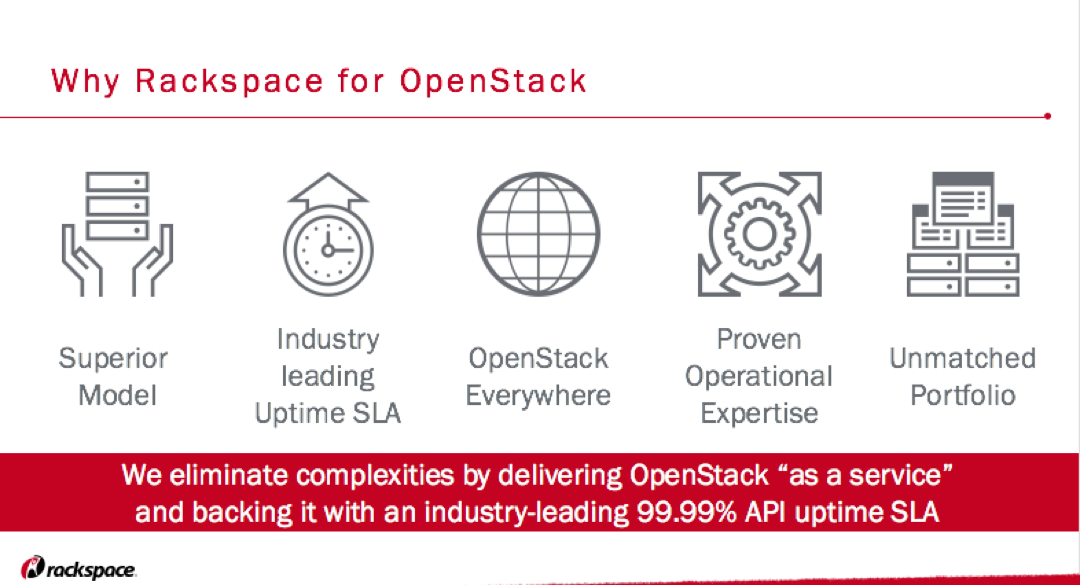 Why Rackspace for OpenStack
Superior
Model
Industry
leading
Uptime SLA
OpenStack
Everywhere
Proven
Operational
Expertise
Unmatched
Portfolio
We eliminate complexities by delivering OpenStack “as a service”
and backing it with an industry-leading 99.99% API uptime SLA
rackspace